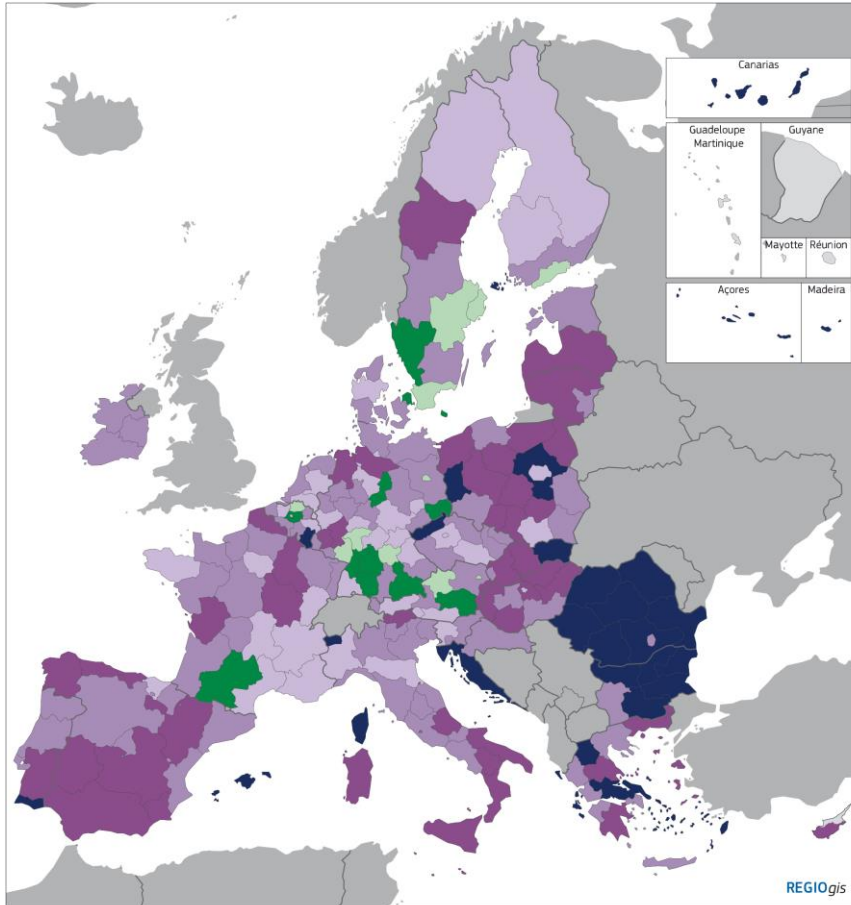 Canarias
Guadeloupe
Martinique
Guyane
Mayotte
Réunion
Açores
Madeira
REGIOgis